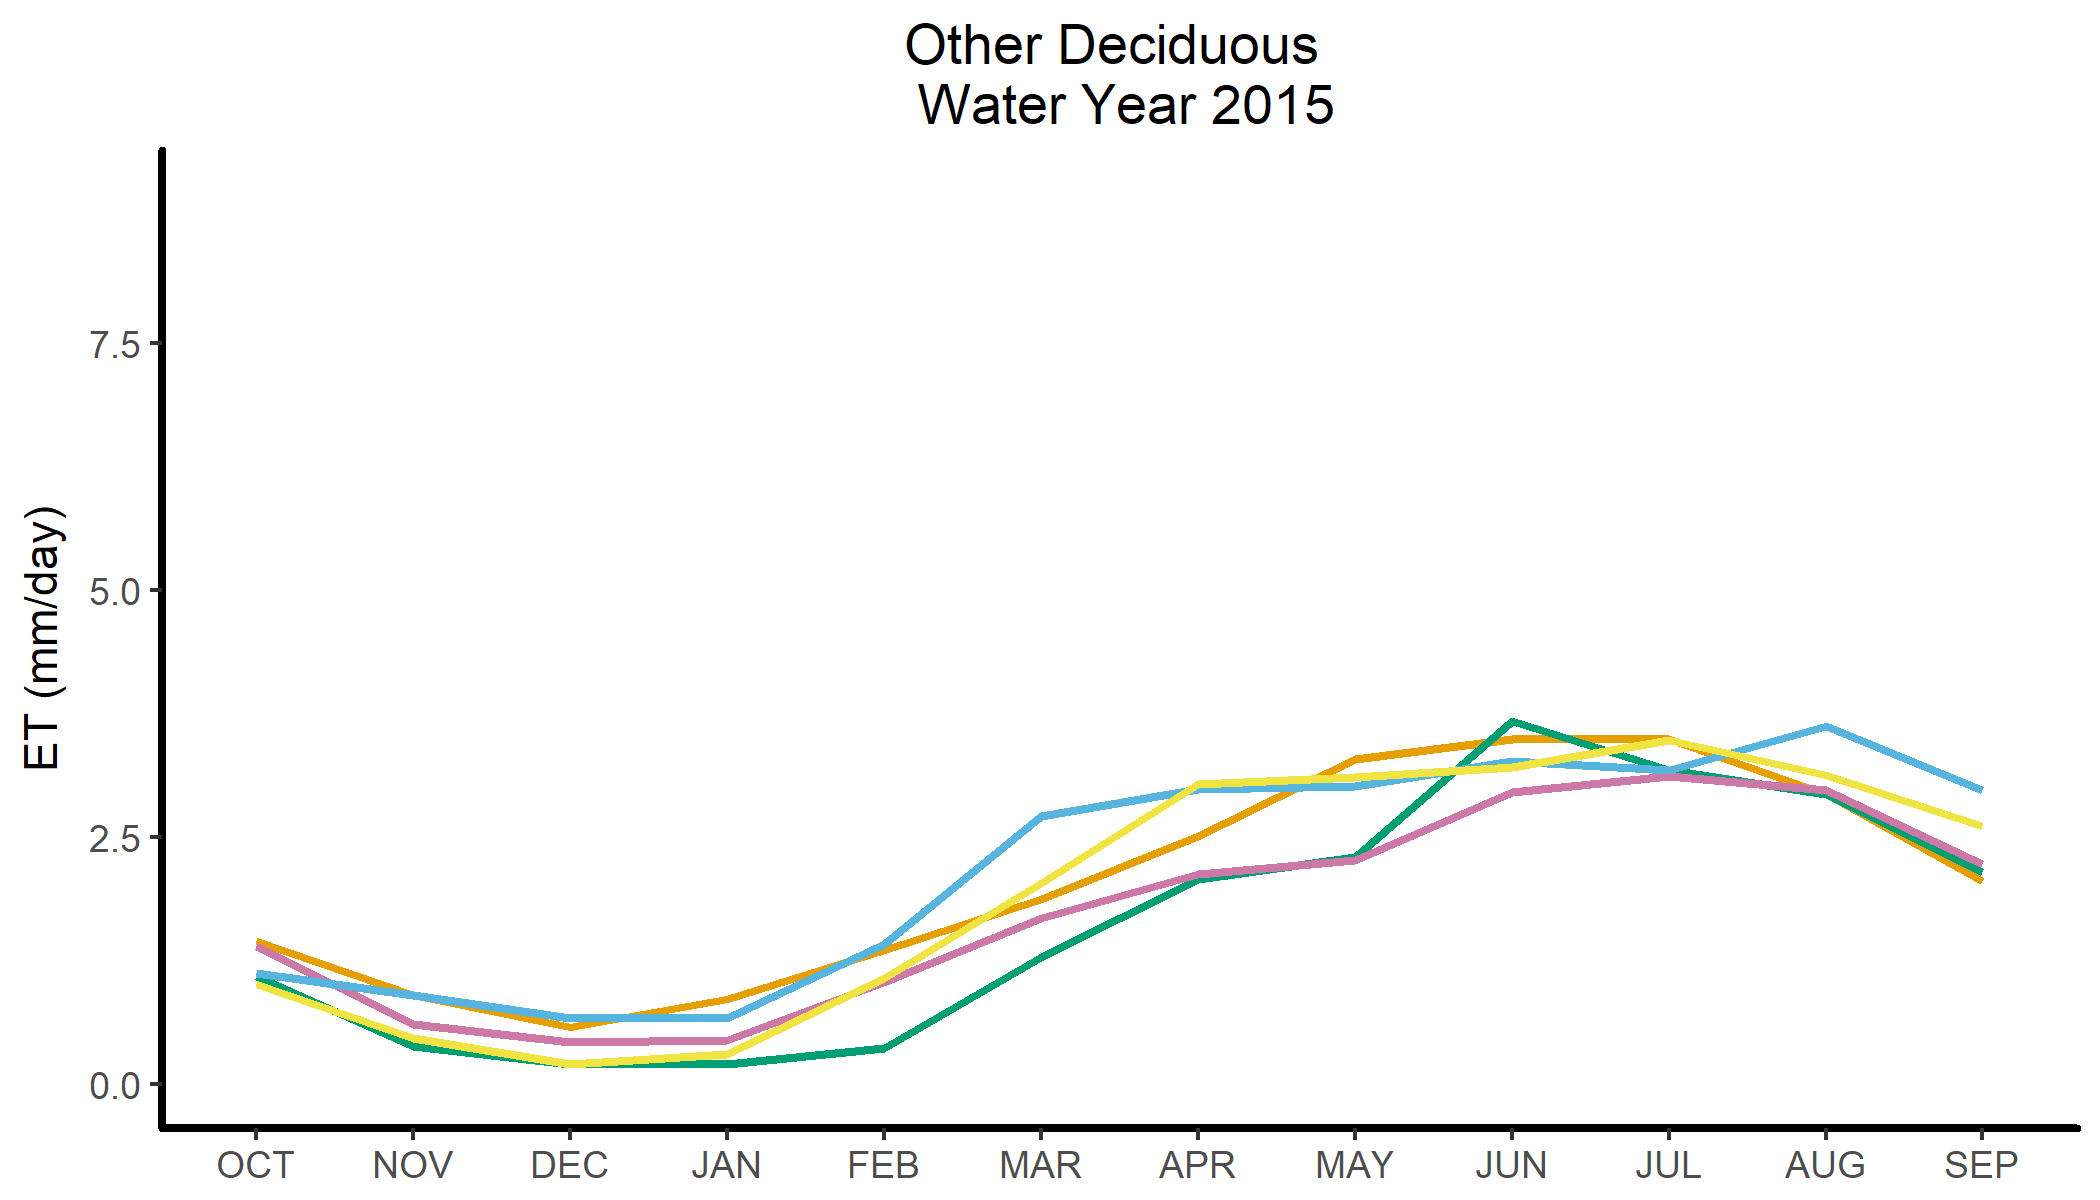 Other Deciduous
Water Year 2015
ET (mm/day)
7.5
5.0
2.5
0.0
OCT NOV DEC JAN FEB MAR APR MAY JUN JUL AUG SEP